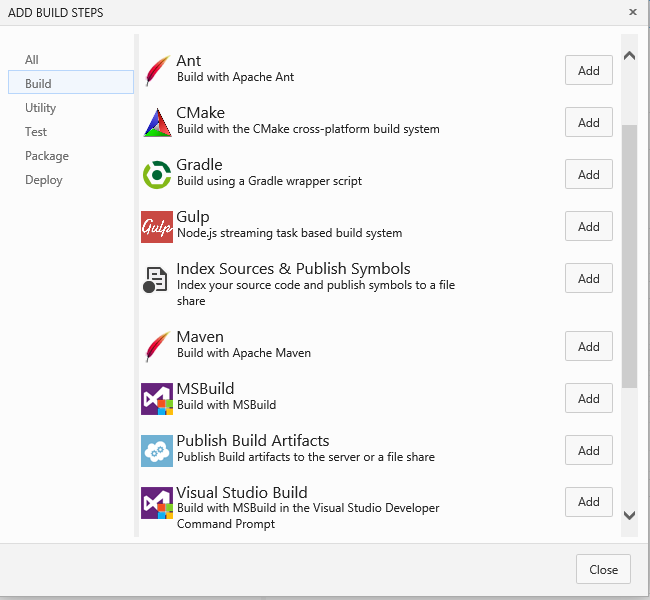 ADD BUILD STEPS
All
Build
Utility
Test
Package
Deploy
Ant
Build with Apache Ant
Add
CMake
Build with the CMake cross-platform build system
Add
Gradle
Build using a Gradle wrapper script
Add
Gulp
Gulp
Node.js streaming task based build system
Add
Index Sources & Publish Symbols
Index your source code and publish symbols to a file
share
Add
Maven
Build with Apache Maven
Add
MSBuild
Build with MSBuild
Add
Publish Build Artifacts
Publish Build artifacts to the server or a file share
Add
Visual Studio Build
Build with MSBuild in the Visual Studio Developer
Command Prompt
Add
Close